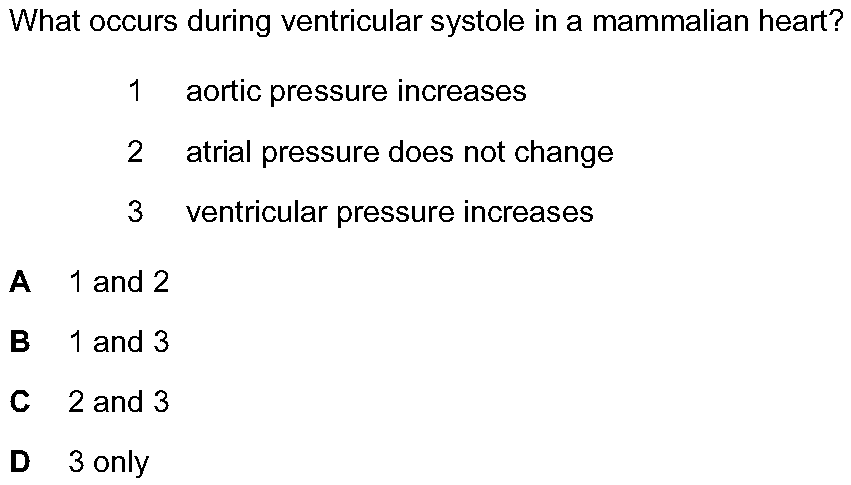 What occurs during ventricular systole in a mammalian heart?
1 aortic pressure increases
2 atrial pressure does not change
3 ventricular pressure increases
A 1 and 2
B 1 and 3
C 2 and 3
D 3 only